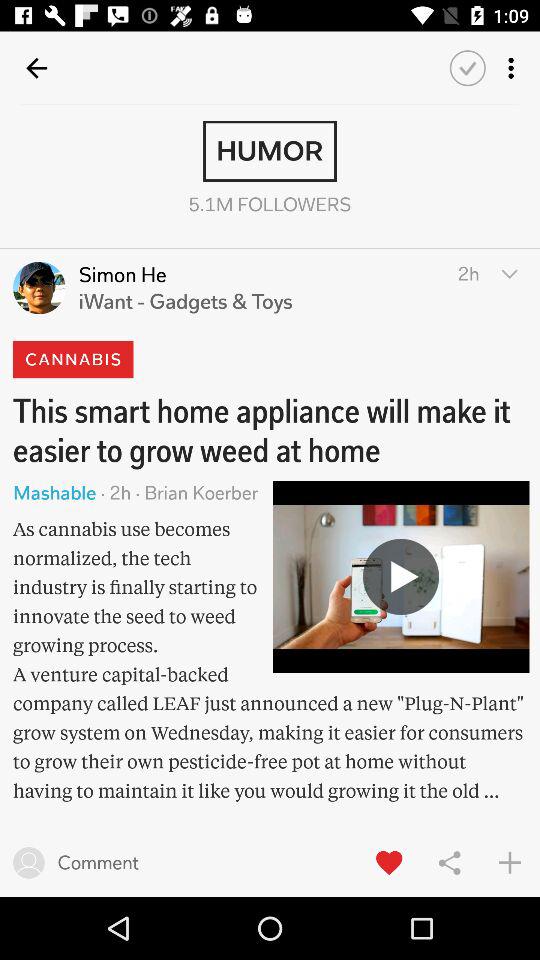 1:09
HUMOR
5.1M FOLLOWERS
Simon He
2h
iWant - Gadgets & Toys
CANNABIS
This smart home appliance will make it
easier to grow weed at home
Mashable · 2h · Brian Koerber
As cannabis use becomes
normalized, the tech
industry is finally starting to
innovate the seed to weed
growing process.
A venture capital-backed
company called LEAF just announced a new "Plug-N-Plant"
grow system on Wednesday, making it easier for consumers
to grow their own pesticide-free pot at home without
having to maintain it like you would growing it the old ...
Comment